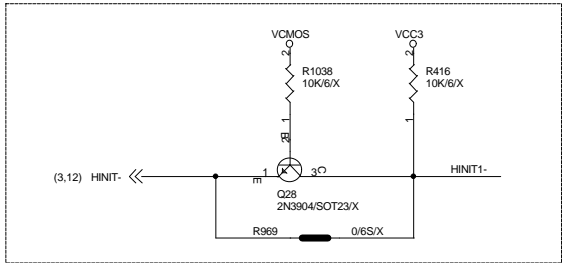 VCMOS
VCC3
2
2
R1038
10K/6/X
R416
10K/6/X
1
1
B
2
(3,12) HINIT-
1
E
3
C
HINIT1-
Q28
2N3904/SOT23/X
R969
0/6S/X